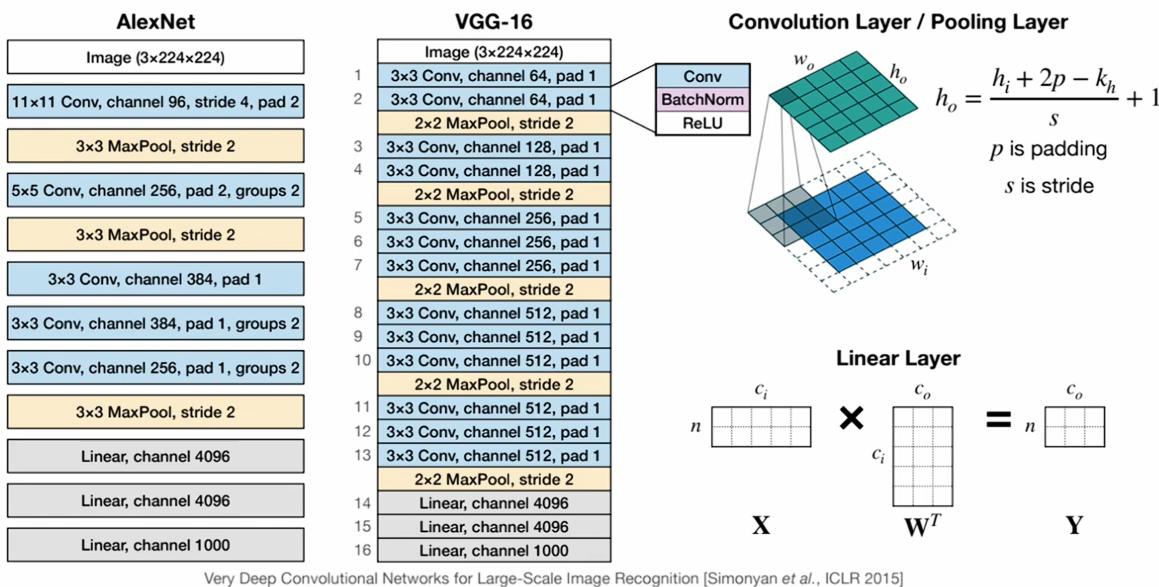 AlexNet
Image (3×224×224)
11×11 Conv, channel 96, stride 4, pad 2
3×3 MaxPool, stride 2
5×5 Conv, channel 256, pad 2, groups 2
3×3 MaxPool, stride 2
3×3 Conv, channel 384, pad 1
3×3 Conv, channel 384, pad 1, groups 2
3×3 Conv, channel 256, pad 1, groups 2
3×3 MaxPool, stride 2
Linear, channel 4096
Linear, channel 4096
Linear, channel 1000
VGG-16
Image (3×224×224)
1 3×3 Conv, channel 64, pad 1
2 3×3 Conv, channel 64, pad 1
2×2 MaxPool, stride 2
3 3×3 Conv, channel 128, pad 1
4 3×3 Conv, channel 128, pad 1
2×2 MaxPool, stride 2
5 3×3 Conv, channel 256, pad 1
6 3×3 Conv, channel 256, pad 1
7 3×3 Conv, channel 256, pad 1
2×2 MaxPool, stride 2
8 3×3 Conv, channel 512, pad 1
9 3×3 Conv, channel 512, pad 1
10 3×3 Conv, channel 512, pad 1
2×2 MaxPool, stride 2
11 3×3 Conv, channel 512, pad 1
12 3×3 Conv, channel 512, pad 1
13 3×3 Conv, channel 512, pad 1
2×2 MaxPool, stride 2
14 Linear, channel 4096
15 Linear, channel 4096
16 Linear, channel 1000
Conv
BatchNorm
ReLU
Convolution Layer / Pooling Layer
w_o
h_o
w_i
h_o = (h_i + 2p − k_h) / s + 1
p is padding
s is stride
Linear Layer
c_i
n
×
c_o
c_i
=
c_o
n
X
W^T
Y
Very Deep Convolutional Networks for Large-Scale Image Recognition [Simonyan et al., ICLR 2015]